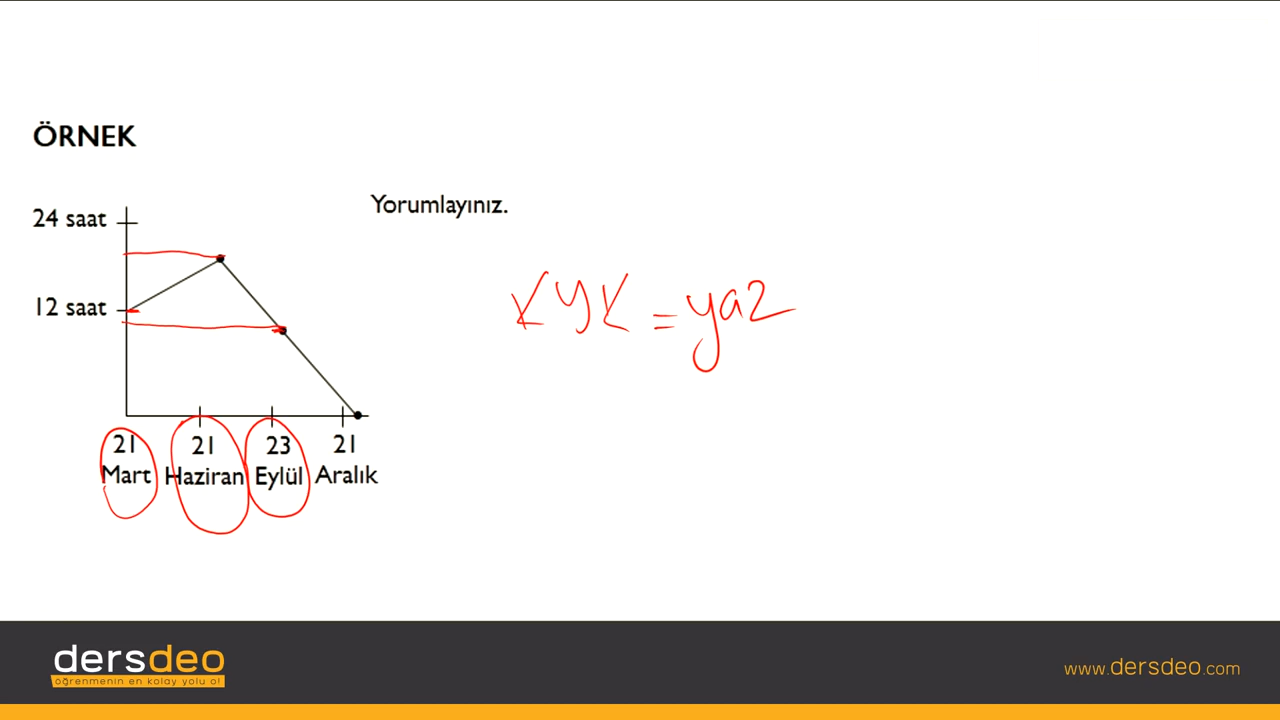 ÖRNEK
24 saat
Yorumlayınız.
12 saat
KYK = yaz
21 21 23 21
Mart Haziran Eylül Aralık
dersdeo
öğrenmenin en kolay yolu o!
www.dersdeo.com